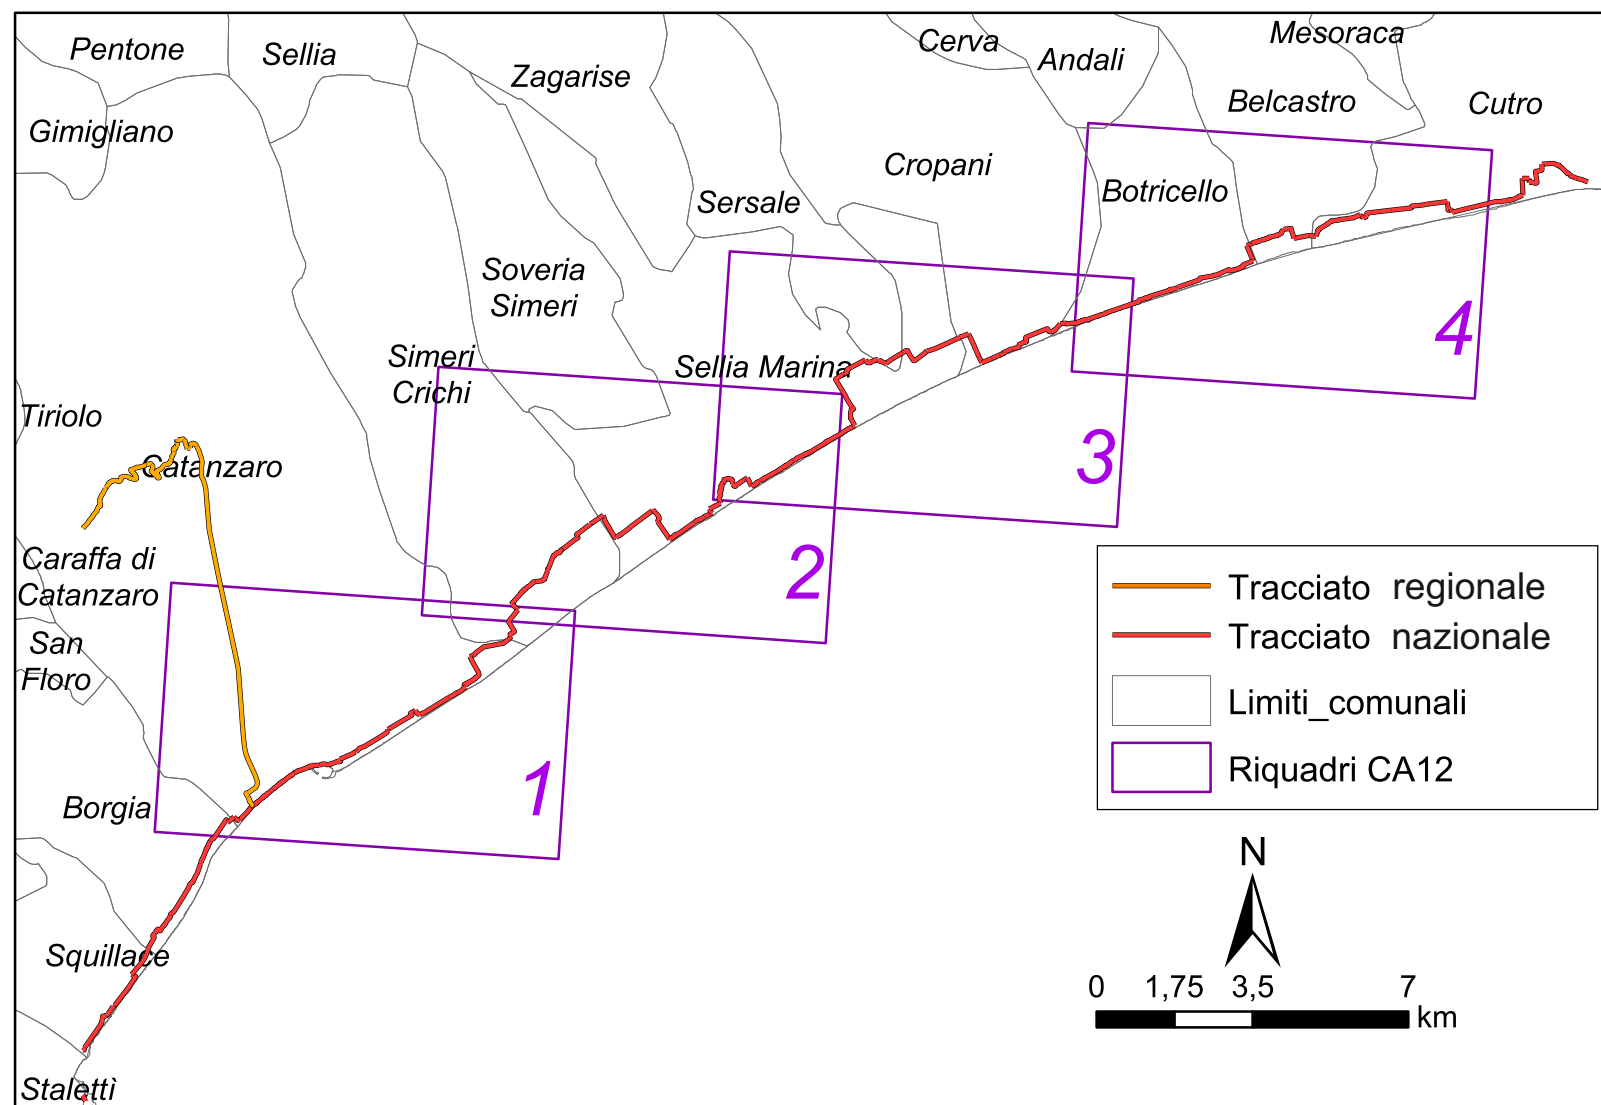 Pentone
Sellia
Zagarise
Cerva
Andali
Mesoraca
Belcastro
Cutro
Gimigliano
Cropani
Sersale
Botricello
Soveria
Simeri
Simeri
Crichi
Sellia Marina
Tiriolo
Catanzaro
Caraffa di
Catanzaro
San
Floro
Borgia
Squillace
Stalettì
4
3
2
1
Tracciato regionale
Tracciato nazionale
Limiti_comunali
Riquadri CA12
N
0 1,75 3,5 7
km